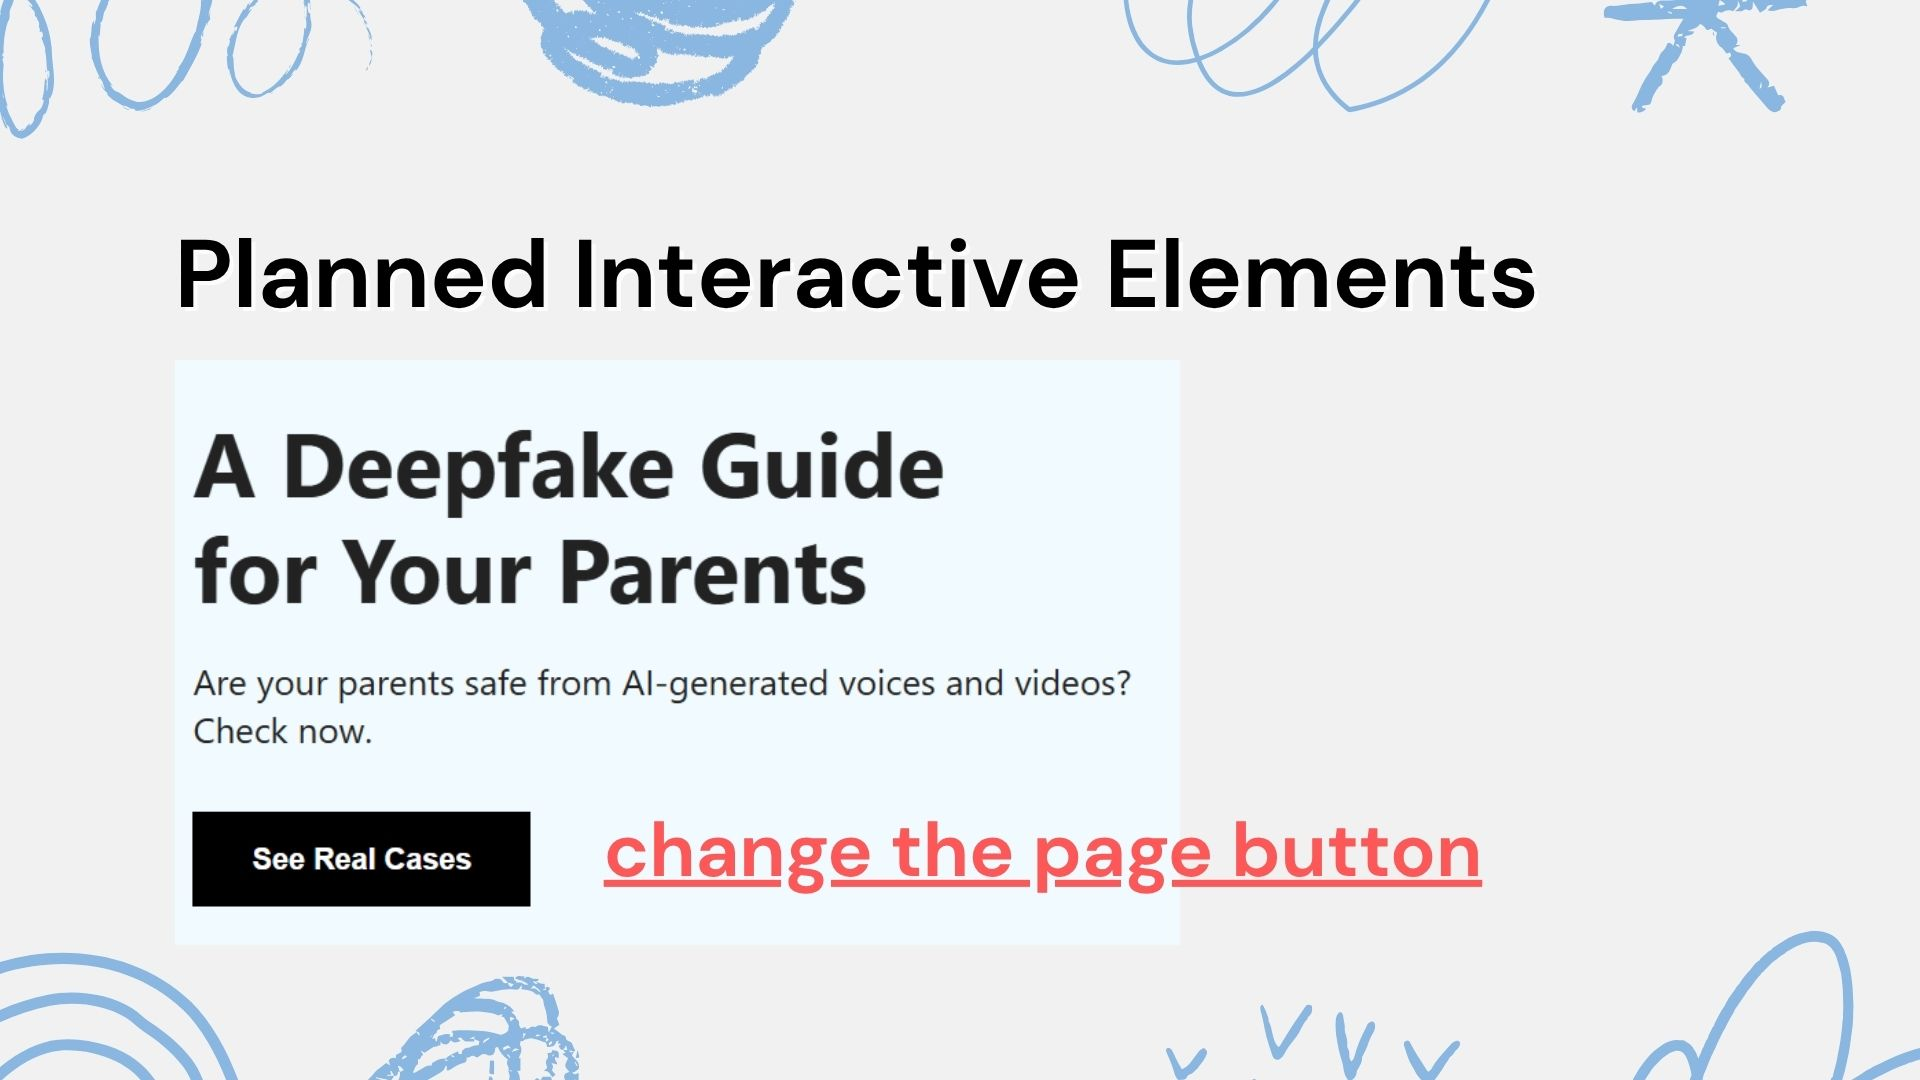 Planned Interactive Elements
A Deepfake Guide
for Your Parents
Are your parents safe from AI-generated voices and videos?
Check now.
See Real Cases
change the page button